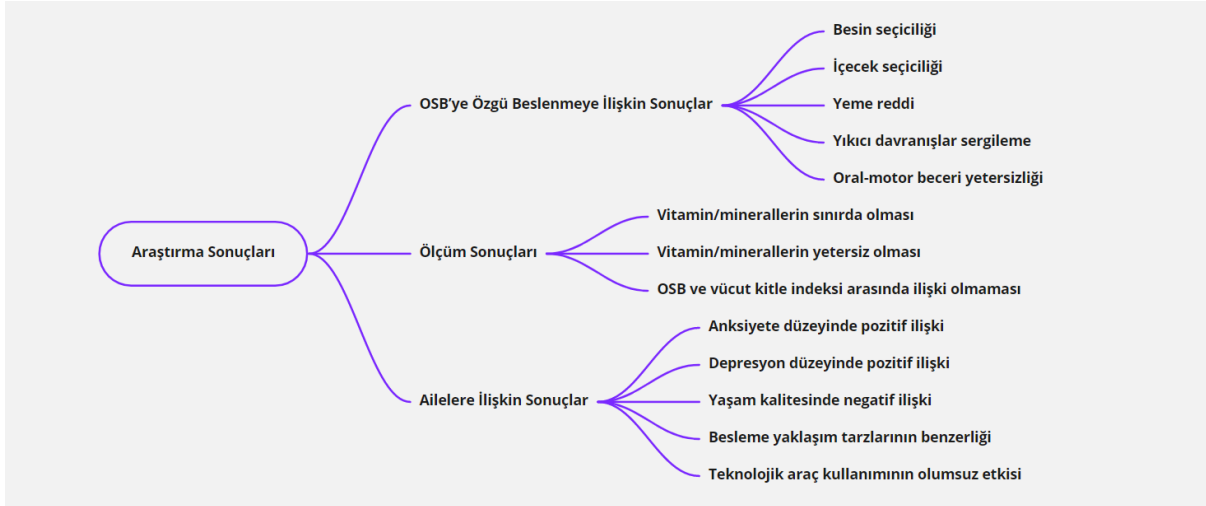 Araştırma Sonuçları
OSB’ye Özgü Beslenmeye İlişkin Sonuçlar
Besin seçiciliği
İçecek seçiciliği
Yeme reddi
Yıkıcı davranışlar sergileme
Oral-motor beceri yetersizliği
Ölçüm Sonuçları
Vitamin/minerallerin sınırda olması
Vitamin/minerallerin yetersiz olması
OSB ve vücut kitle indeksi arasında ilişki olmaması
Ailelere İlişkin Sonuçlar
Anksiyete düzeyinde pozitif ilişki
Depresyon düzeyinde pozitif ilişki
Yaşam kalitesinde negatif ilişki
Besleme yaklaşım tarzlarının benzerliği
Teknolojik araç kullanımının olumsuz etkisi